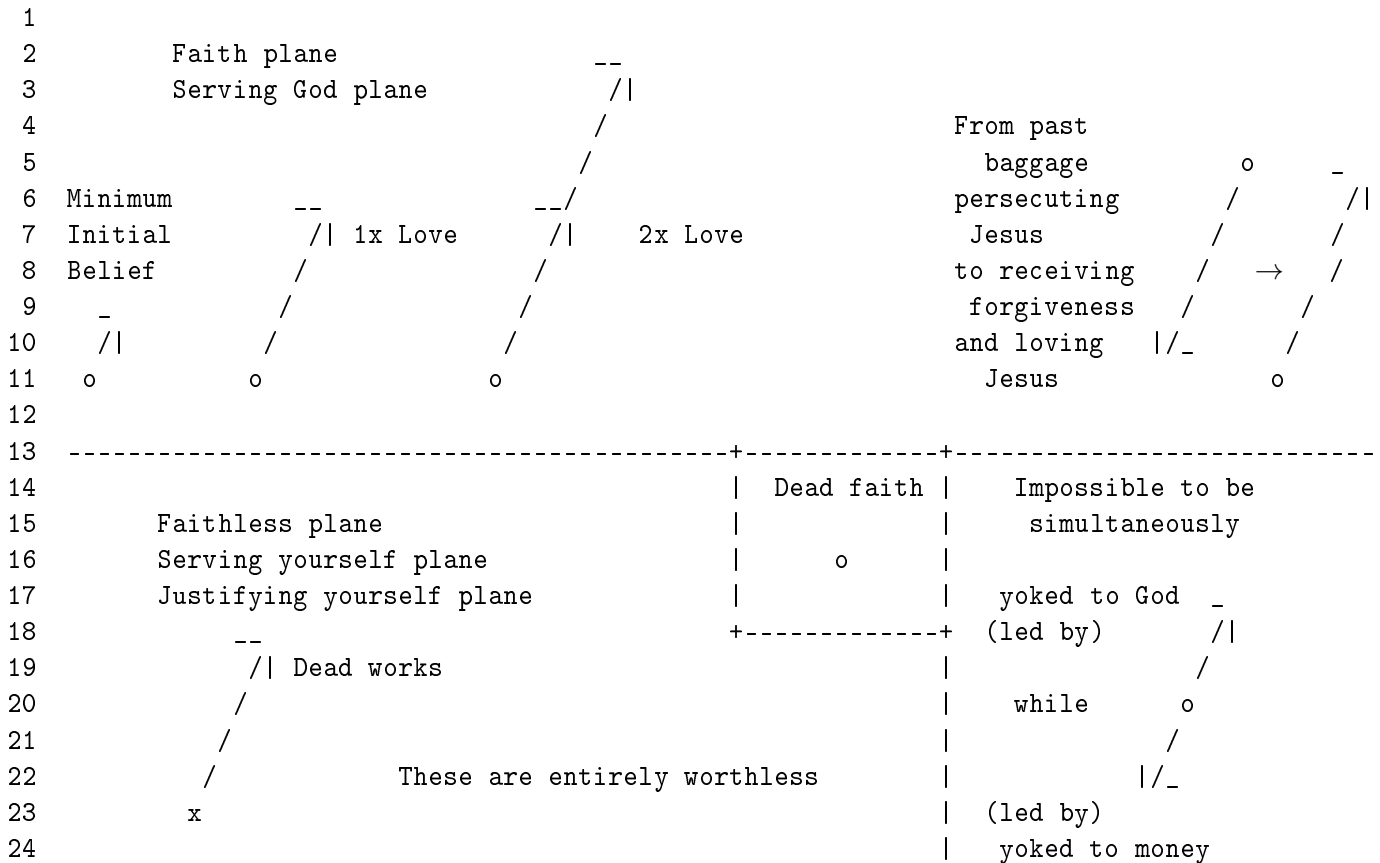 1
2 Faith plane __
3 Serving God plane /|
4 / From past
5 / baggage o _
6 Minimum __ __/ persecuting / /|
7 Initial /| 1x Love /| 2x Love Jesus / /
8 Belief / / to receiving / → /
9 _ / / forgiveness / /
10 /| / / and loving |/_ /
11 o o o Jesus o
12
13 --------------------------------------------+-------------+----------------------------
14 | Dead faith | Impossible to be
15 Faithless plane | | simultaneously
16 Serving yourself plane | o |
17 Justifying yourself plane | | yoked to God _
18 __ +-------------+ (led by) /|
19 /| Dead works | /
20 / | while o
21 / | /
22 / These are entirely worthless | |/_
23 x | (led by)
24 | yoked to money